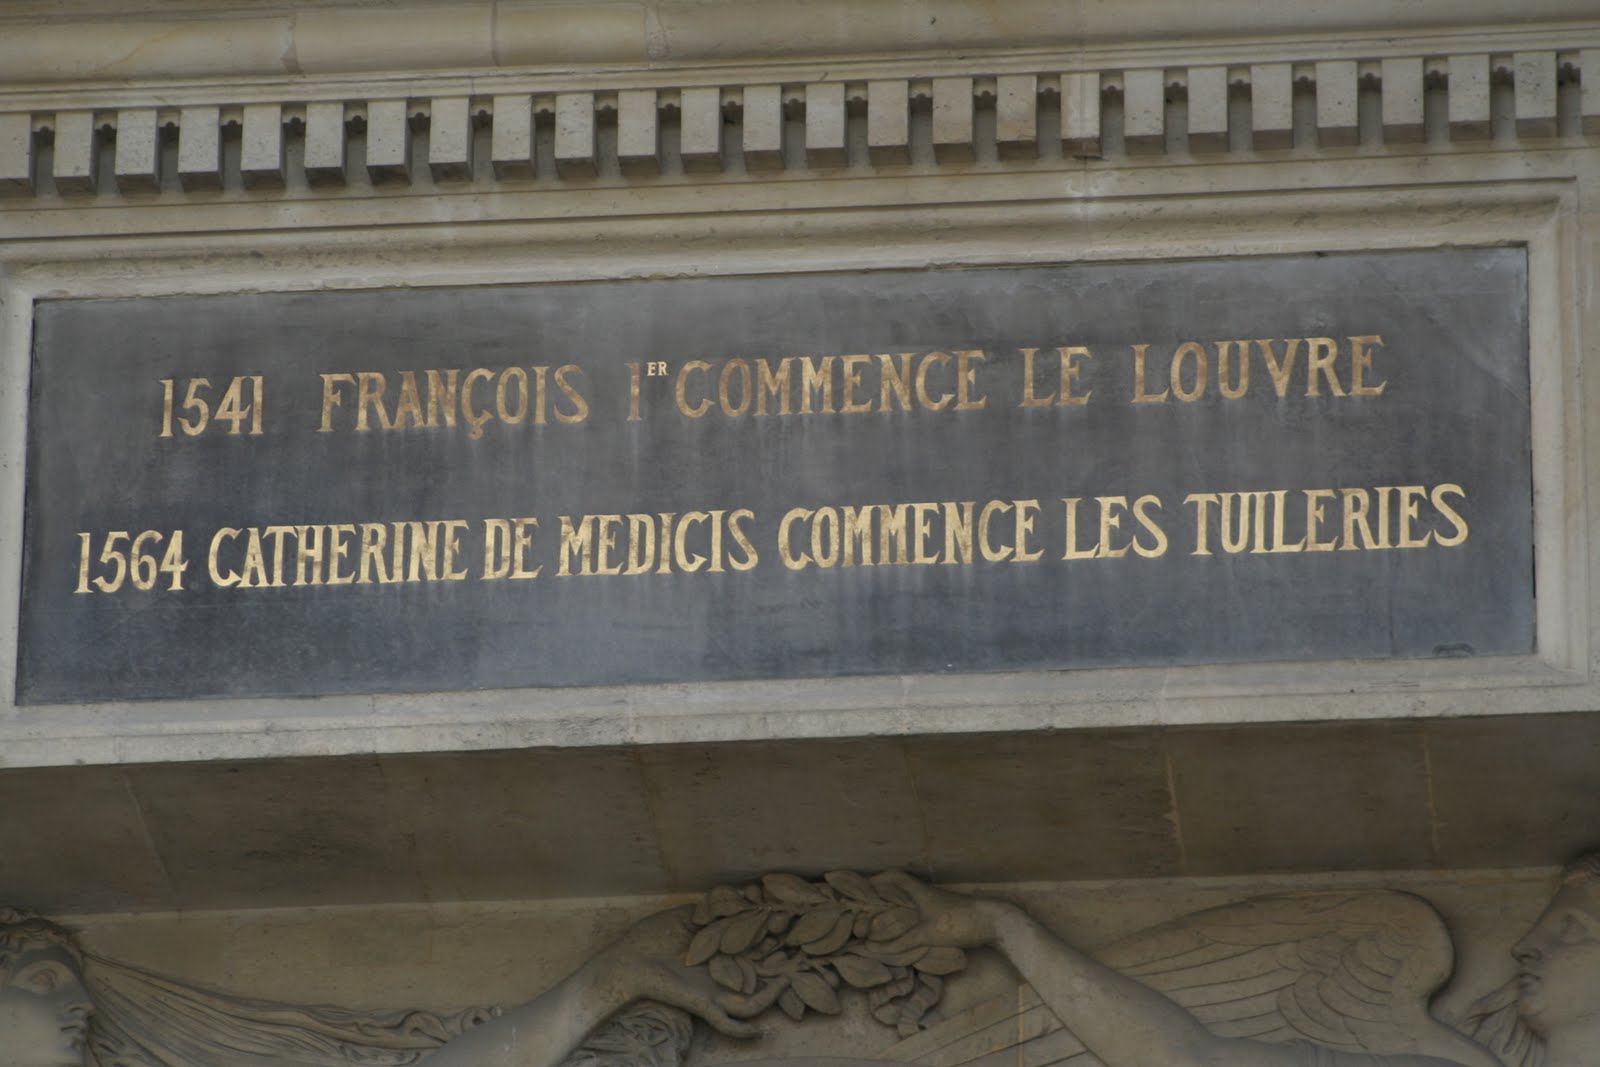 1541 FRANÇOIS 1ER COMMENCE LE LOUVRE
1564 CATHERINE DE MEDICIS COMMENCE LES TUILERIES